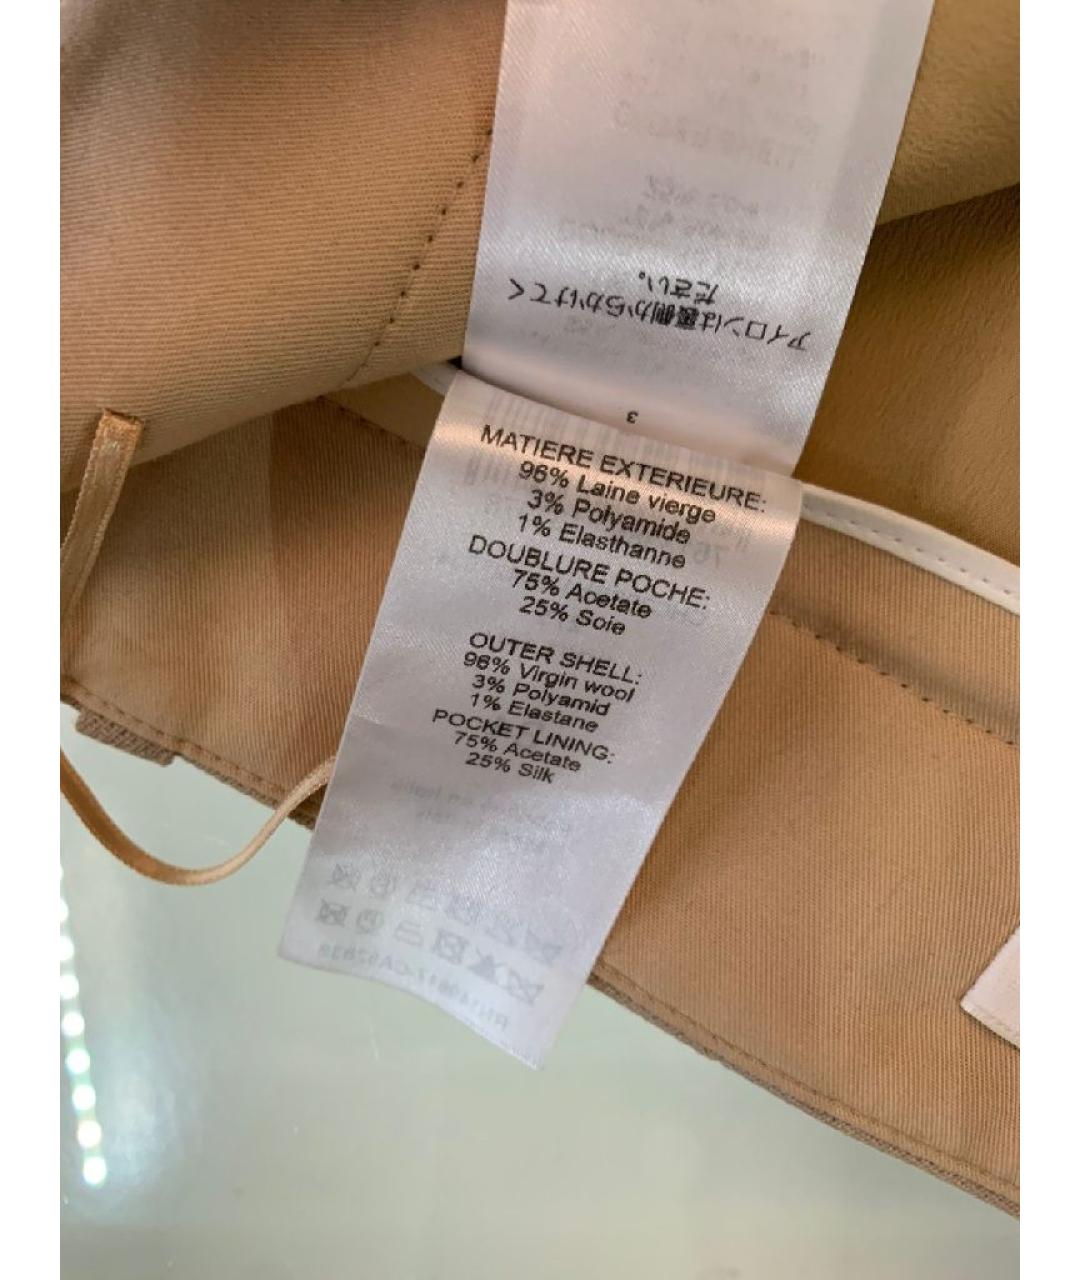 アイロンは裏側からかけてく
ださい。
3
MATIERE EXTERIEURE:
96% Laine vierge
3% Polyamide
1% Elasthanne
DOUBLURE POCHE:
75% Acetate
25% Soie
OUTER SHELL:
96% Virgin wool
3% Polyamid
1% Elastane
POCKET LINING:
75% Acetate
25% Silk